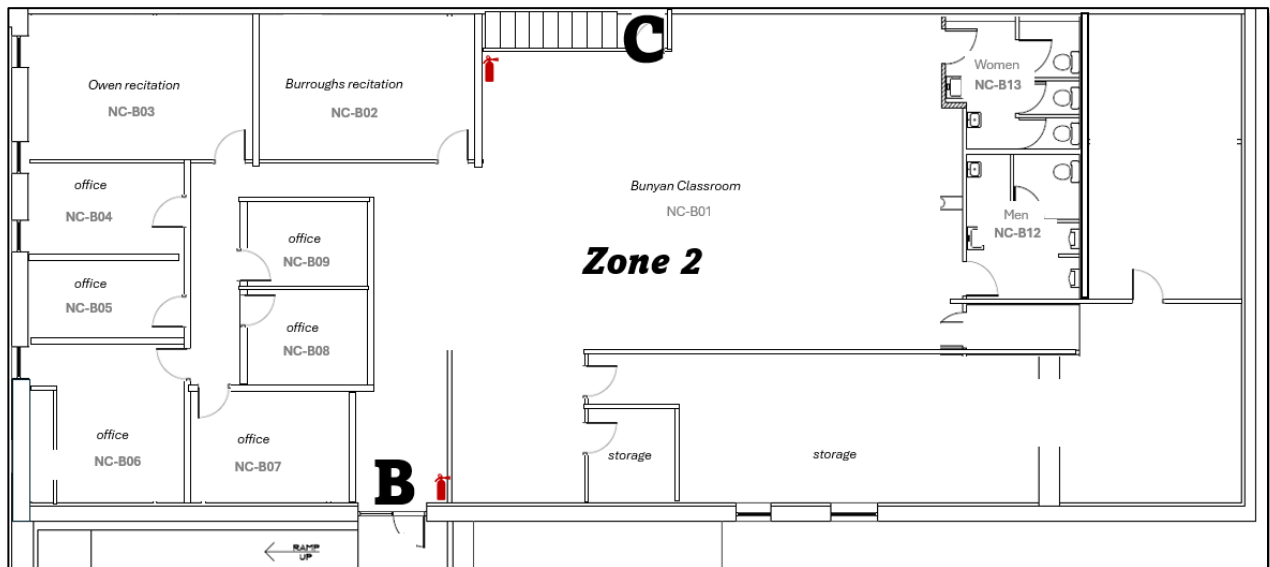 C
Owen recitation
NC-B03
Burroughs recitation
NC-B02
Women
NC-B13
office
NC-B04
Bunyan Classroom
NC-B01
Men
NC-B12
office
NC-B09
Zone 2
office
NC-B05
office
NC-B08
office
NC-B06
office
NC-B07
storage
storage
B
RAMP
UP